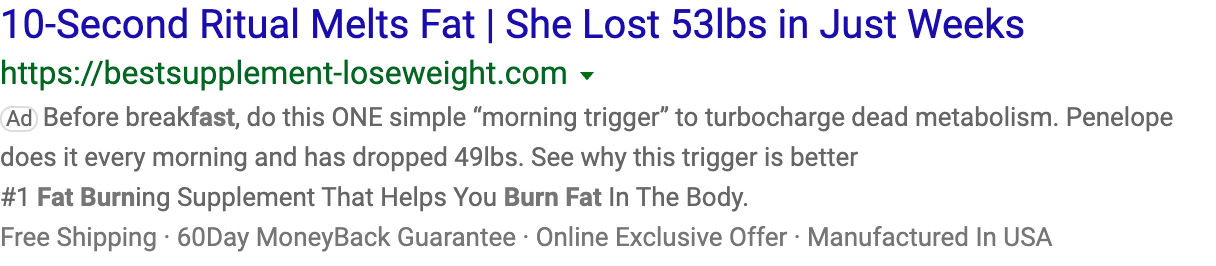 10-Second Ritual Melts Fat | She Lost 53lbs in Just Weeks
https://bestsupplement-loseweight.com
Ad Before breakfast, do this ONE simple “morning trigger” to turbocharge dead metabolism. Penelope
does it every morning and has dropped 49lbs. See why this trigger is better
#1 Fat Burning Supplement That Helps You Burn Fat In The Body.
Free Shipping · 60Day MoneyBack Guarantee · Online Exclusive Offer · Manufactured In USA